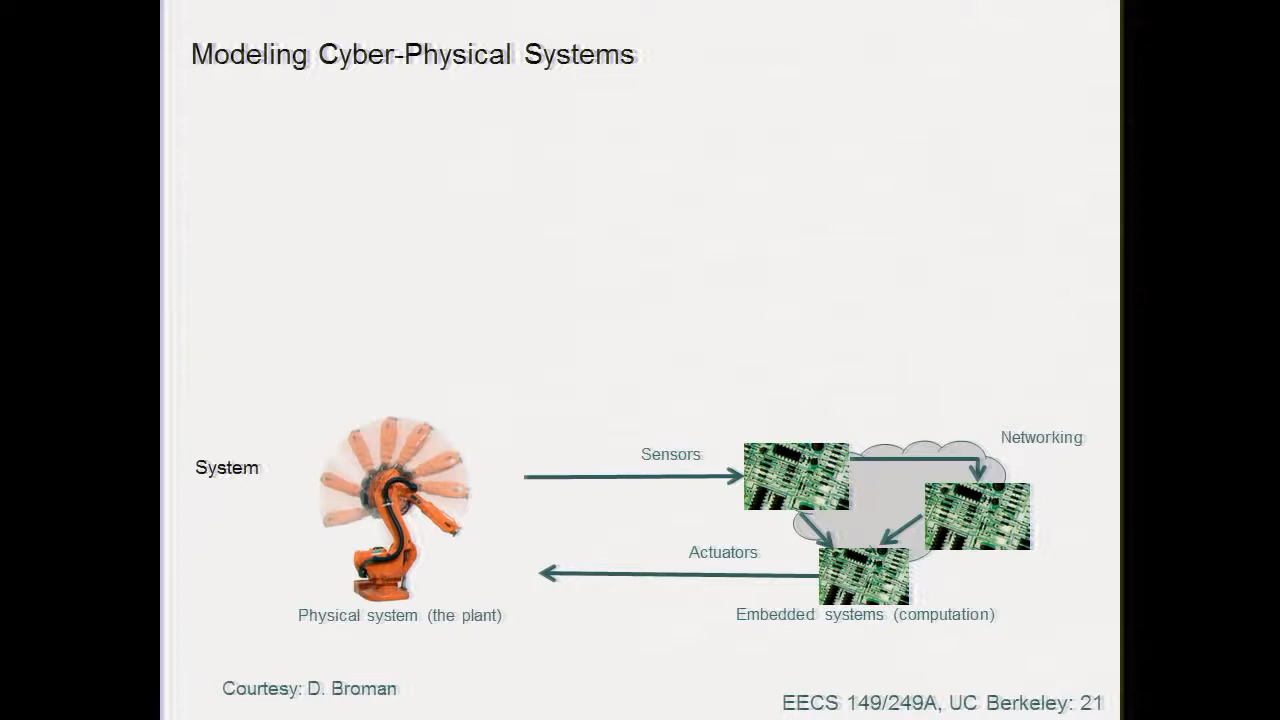 Modeling Cyber-Physical Systems
Networking
Sensors
System
Actuators
Physical system (the plant)
Embedded systems (computation)
Courtesy: D. Broman
EECS 149/249A, UC Berkeley: 21